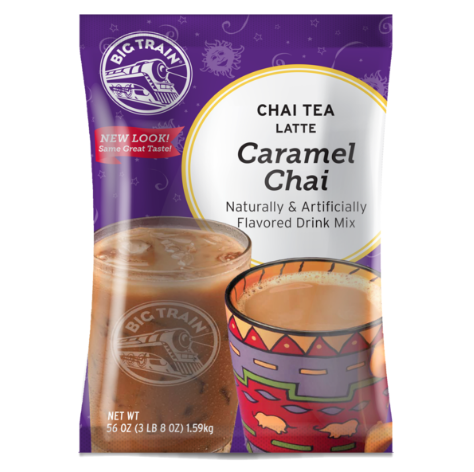 BIG TRAIN
NEW LOOK!
Same Great Taste!
CHAI TEA
LATTE
Caramel
Chai
Naturally & Artificially
Flavored Drink Mix
BIG TRAIN
NET WT
56 OZ (3 LB 8 OZ) 1.59kg